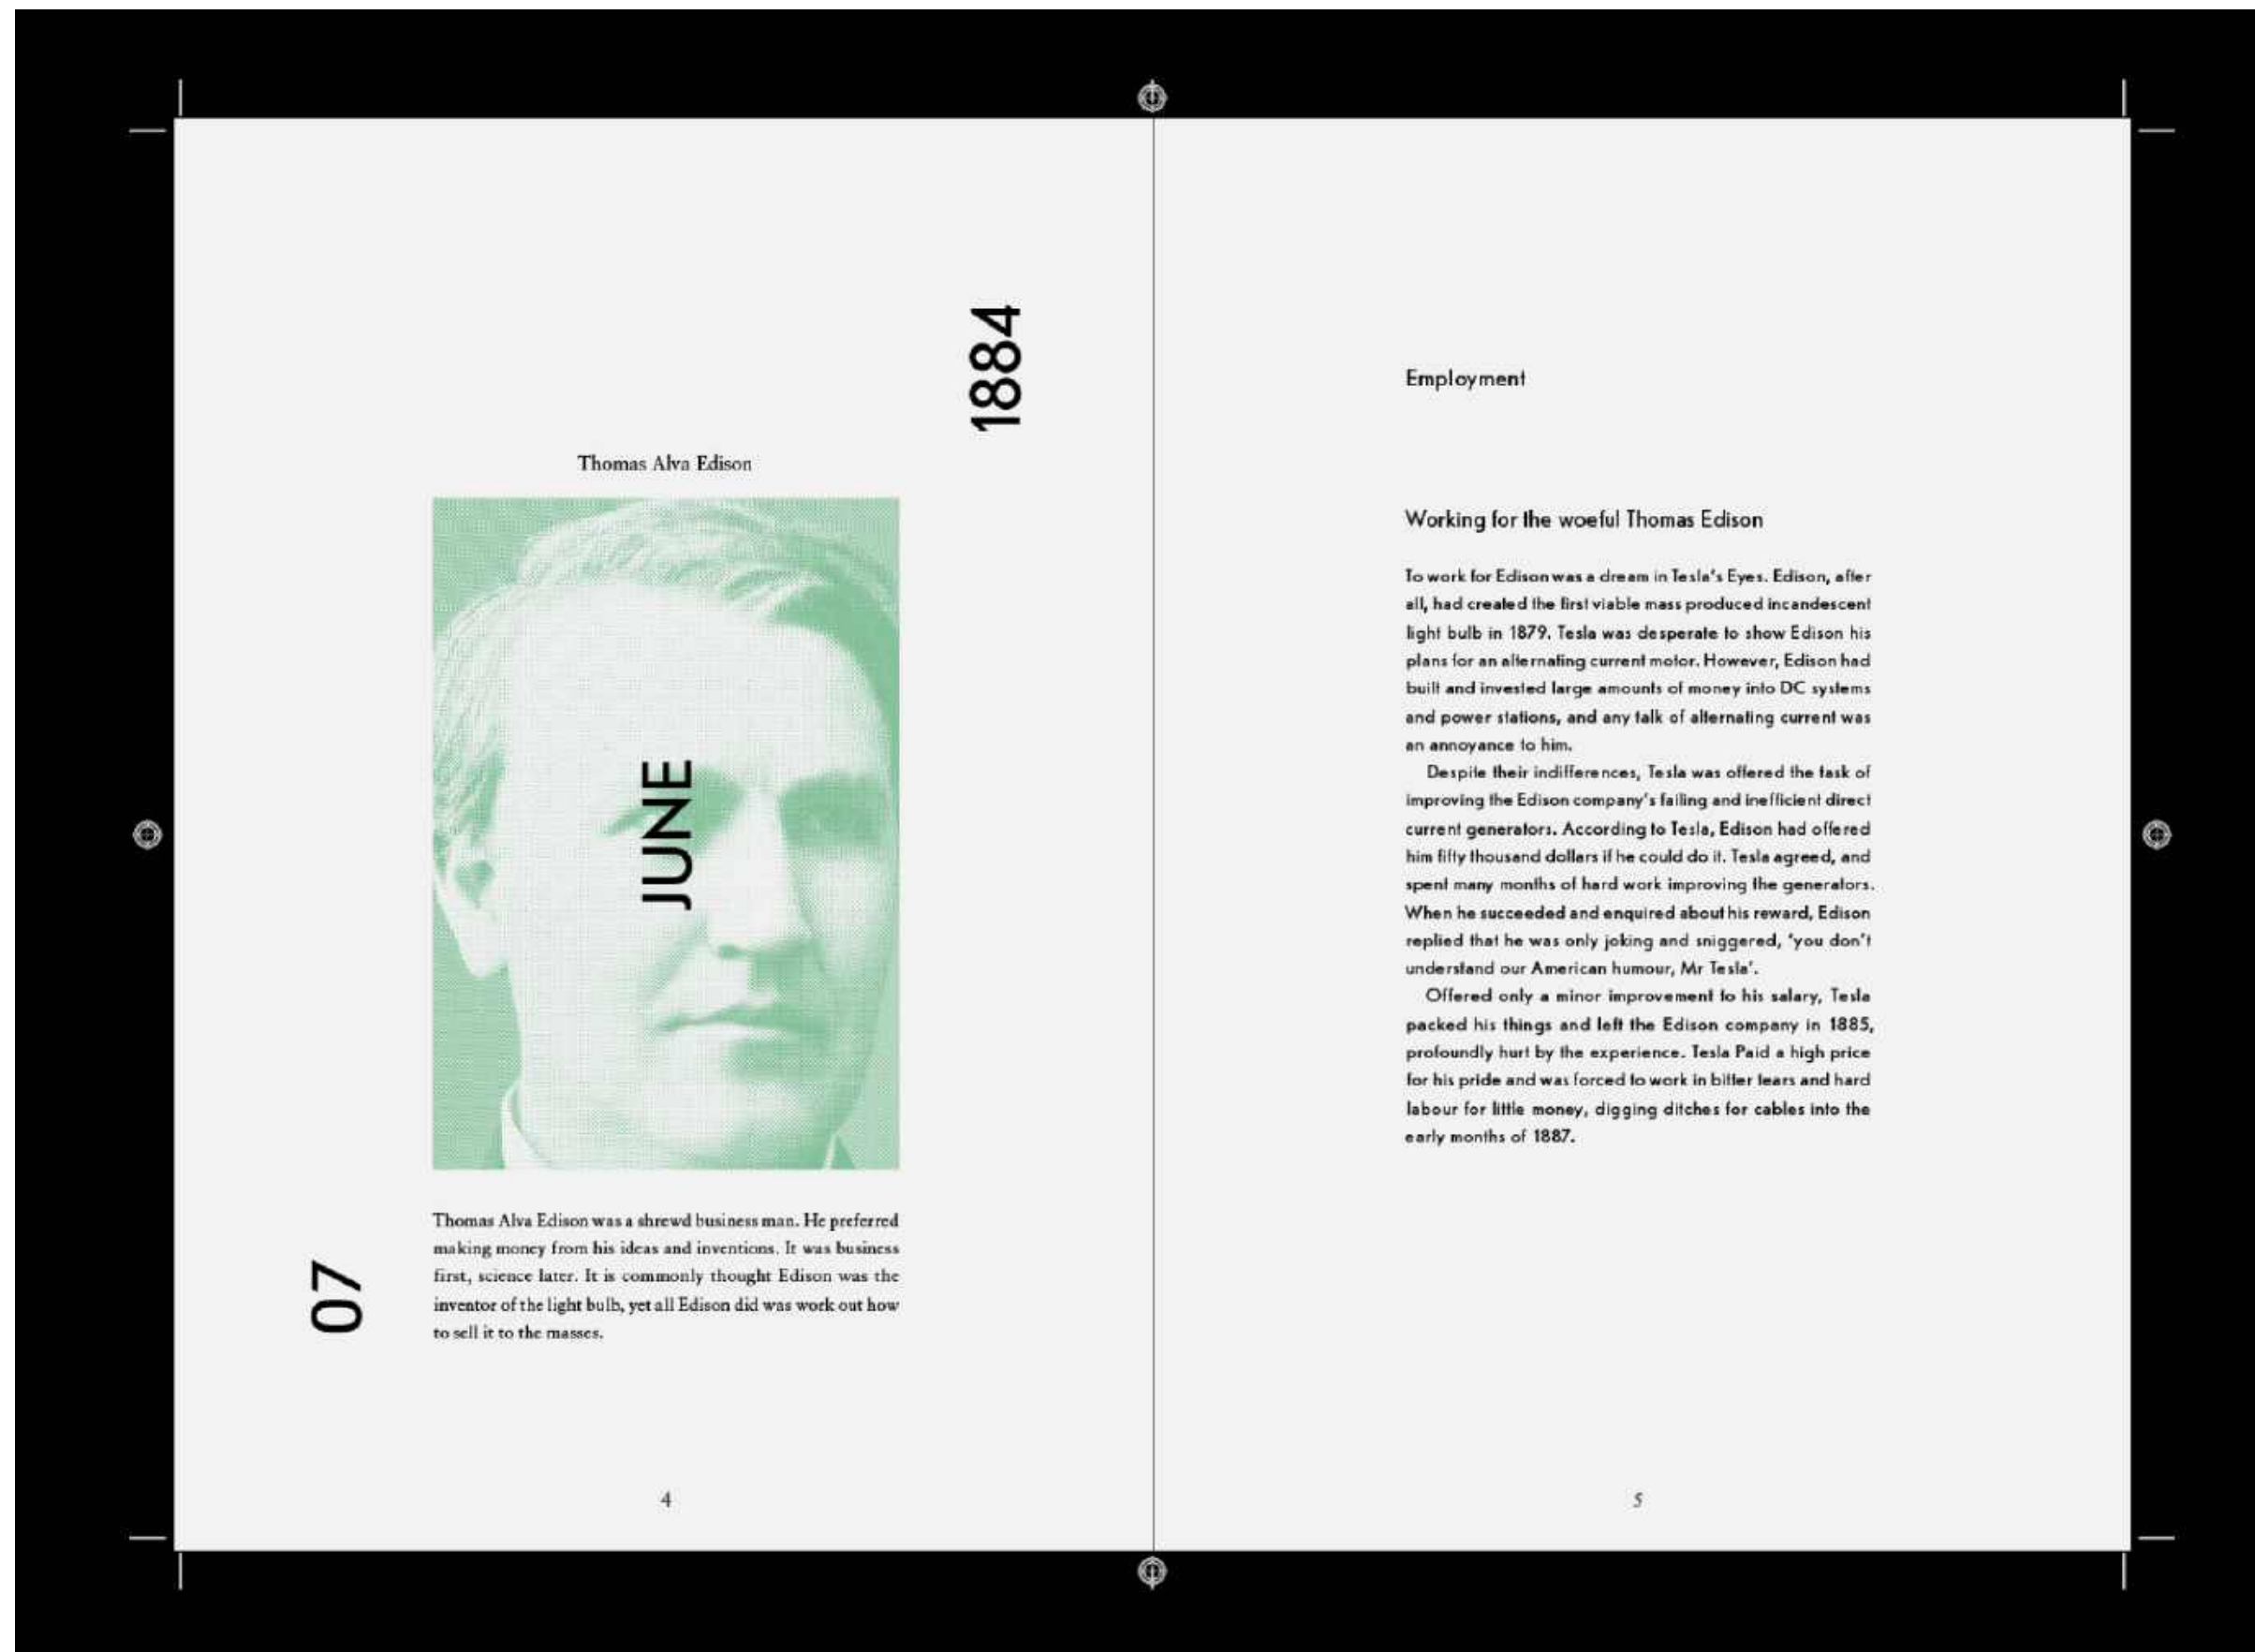 1884
Thomas Alva Edison
JUNE
07
Thomas Alva Edison was a shrewd business man. He preferred
making money from his ideas and inventions. It was business
first, science later. It is commonly thought Edison was the
inventor of the light bulb, yet all Edison did was work out how
to sell it to the masses.
4
Employment
Working for the woeful Thomas Edison
To work for Edison was a dream in Tesla's Eyes. Edison, after
all, had created the first viable mass produced incandescent
light bulb in 1879. Tesla was desperate to show Edison his
plans for an alternating current motor. However, Edison had
built and invested large amounts of money into DC systems
and power stations, and any talk of alternating current was
an annoyance to him.
Despite their indifferences, Tesla was offered the task of
improving the Edison company's failing and inefficient direct
current generators. According to Tesla, Edison had offered
him fifty thousand dollars if he could do it. Tesla agreed, and
spent many months of hard work improving the generators.
When he succeeded and enquired about his reward, Edison
replied that he was only joking and sniggered, 'you don't
understand our American humour, Mr Tesla'.
Offered only a minor improvement to his salary, Tesla
packed his things and left the Edison company in 1885,
profoundly hurt by the experience. Tesla Paid a high price
for his pride and was forced to work in bitter tears and hard
labour for little money, digging ditches for cables into the
early months of 1887.
5